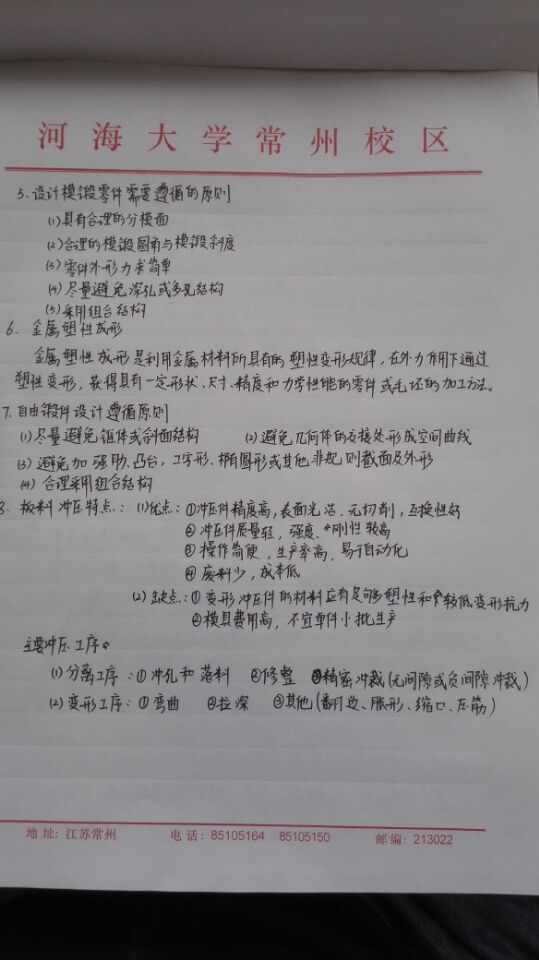 河海大学常州校区
5、设计模锻零件需要遵循的原则
(1)具有合理的分模面
(2)合理的模锻圆角与模锻斜度
(3)零件外形力求简单
(4)尽量避免深孔或多孔结构
(5)采用组合结构
6、金属塑性成形
金属塑性成形是利用金属材料所具有的塑性变形规律,在外力作用下通过
塑性变形,获得具有一定形状、尺寸、精度和力学性能的零件或毛坯的加工方法。
7、自由锻件设计遵循原则
(1)尽量避免锥体或斜面结构 (2)避免几何体的交接处形成空间曲线
(3)避免加强肋、凸台,工字形、椭圆形或其他非规则截面及外形
(4)合理采用组合结构
8、板料冲压特点:(1)优点:①冲压件精度高,表面光洁、无切削,互换性好
②冲压件质量轻,强度、刚性较高
③操作简便,生产率高,易于自动化
④废料少,成本低
(2)缺点:①变形冲压件的材料应有足够塑性和较低变形抗力
②模具费用高,不宜单件小批生产
主要冲压工序。
(1)分离工序:①冲孔和落料 ②修整 ③精密冲裁(无间隙或负间隙冲裁)
(2)变形工序:①弯曲 ②拉深 ③其他(翻边、胀形、缩口、压筋)
地址:江苏常州 电话:85105164 85105150 邮编:213022